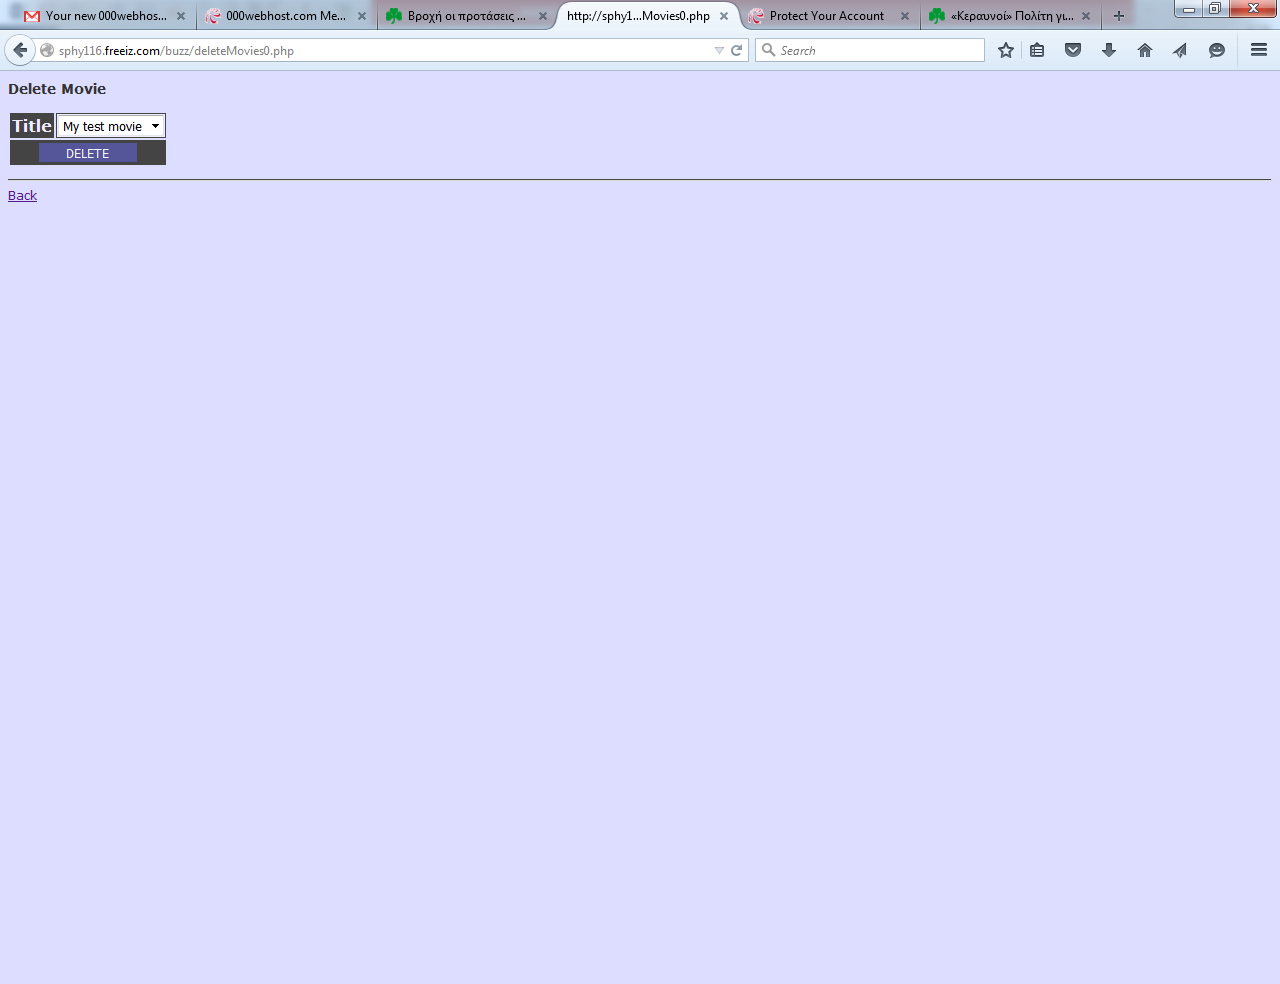 Your new 000webhos...
000webhost.com Me...
Βροχή οι προτάσεις ...
http://sphy1...Movies0.php
Protect Your Account
«Κεραυνοί» Πολίτη γι...
sphy116.freeiz.com/buzz/deleteMovies0.php
Search
Delete Movie
Title My test movie
DELETE
Back